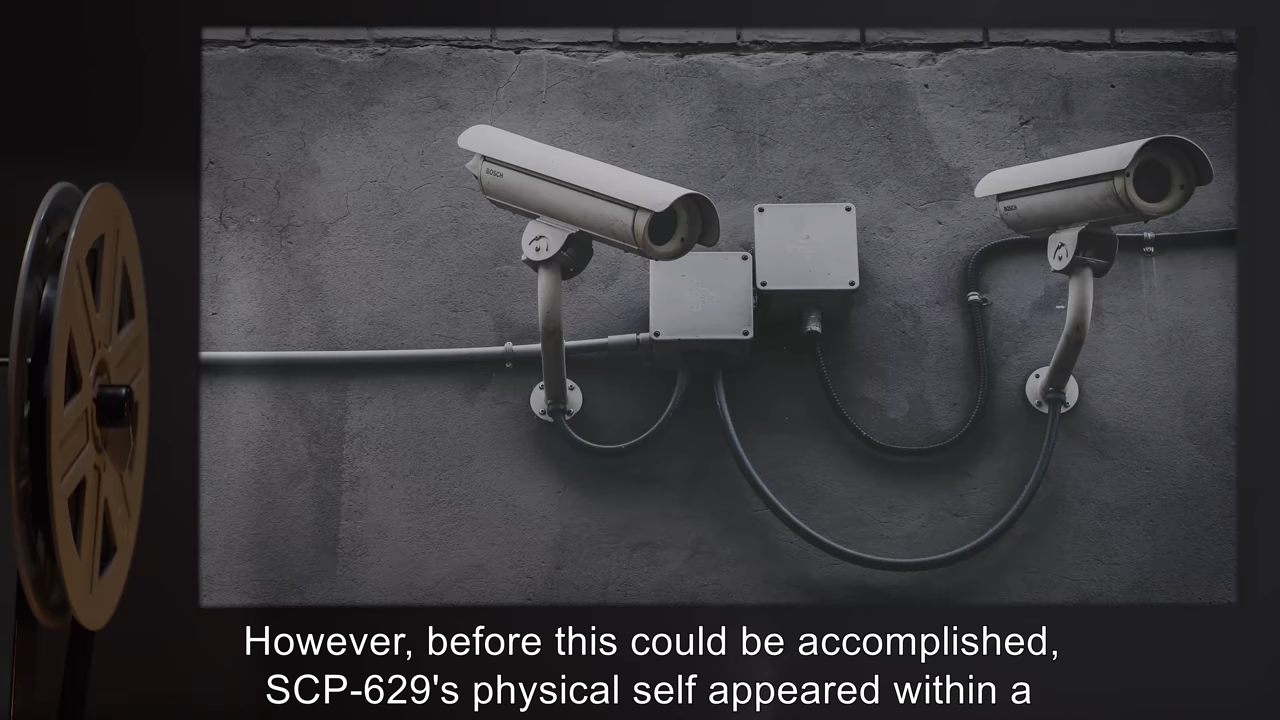 BOSCH
BOSCH
However, before this could be accomplished,
SCP-629's physical self appeared within a